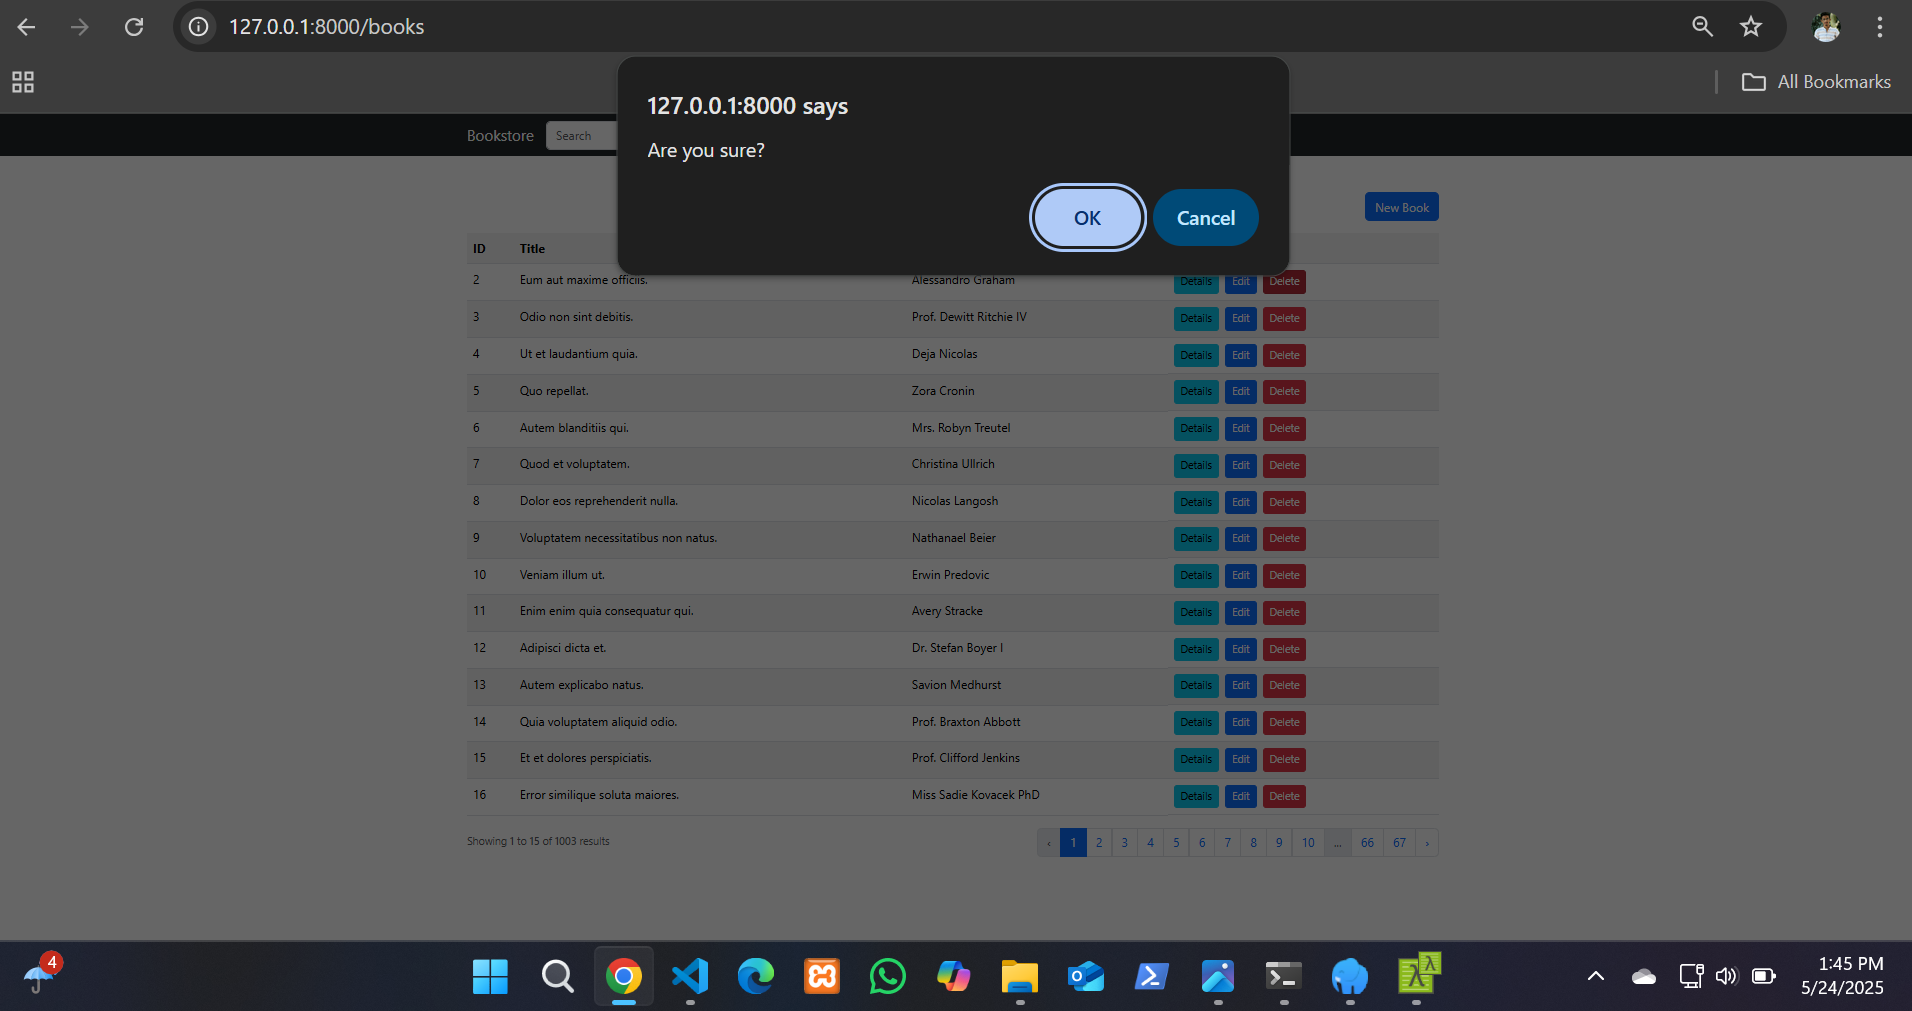 127.0.0.1:8000/books
All Bookmarks
127.0.0.1:8000 says
Are you sure?
OK Cancel
Bookstore Search
New Book
ID Title
2 Eum aut maxime officiis. Alessandro Graham Details Edit Delete
3 Odio non sint debitis. Prof. Dewitt Ritchie IV Details Edit Delete
4 Ut et laudantium quia. Deja Nicolas Details Edit Delete
5 Quo repellat. Zora Cronin Details Edit Delete
6 Autem blanditiis qui. Mrs. Robyn Treutel Details Edit Delete
7 Quod et voluptatem. Christina Ullrich Details Edit Delete
8 Dolor eos reprehenderit nulla. Nicolas Langosh Details Edit Delete
9 Voluptatem necessitatibus non natus. Nathanael Beier Details Edit Delete
10 Veniam illum ut. Erwin Predovic Details Edit Delete
11 Enim enim quia consequatur qui. Avery Stracke Details Edit Delete
12 Adipisci dicta et. Dr. Stefan Boyer I Details Edit Delete
13 Autem explicabo natus. Savion Medhurst Details Edit Delete
14 Quia voluptatem aliquid odio. Prof. Braxton Abbott Details Edit Delete
15 Et et dolores perspiciatis. Prof. Clifford Jenkins Details Edit Delete
16 Error similique soluta maiores. Miss Sadie Kovacek PhD Details Edit Delete
Showing 1 to 15 of 1003 results ‹ 1 2 3 4 5 6 7 8 9 10 ... 66 67 ›
4
1:45 PM
5/24/2025